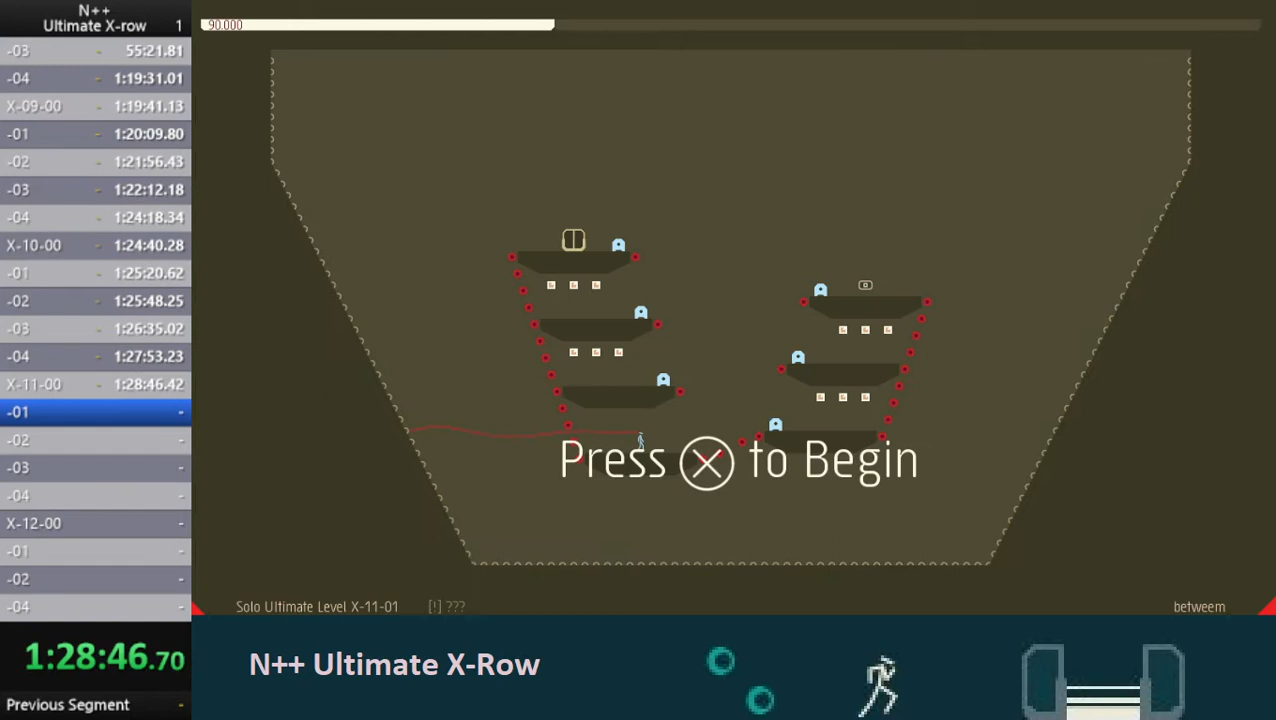 N++
Ultimate X-row 1
-03 - 55:21.81
-04 - 1:19:31.01
X-09-00 - 1:19:41.13
-01 - 1:20:09.80
-02 - 1:21:56.43
-03 - 1:22:12.18
-04 - 1:24:18.34
X-10-00 - 1:24:40.28
-01 - 1:25:20.62
-02 - 1:25:48.25
-03 - 1:26:35.02
-04 - 1:27:53.23
X-11-00 - 1:28:46.42
-01 -
-02 -
-03 -
-04 -
X-12-00 -
-01 -
-02 -
-04 -
1:28:46.70
Previous Segment -
90.000
Press X to Begin
Solo Ultimate Level X-11-01 [!] ???
betweem
N++ Ultimate X-Row